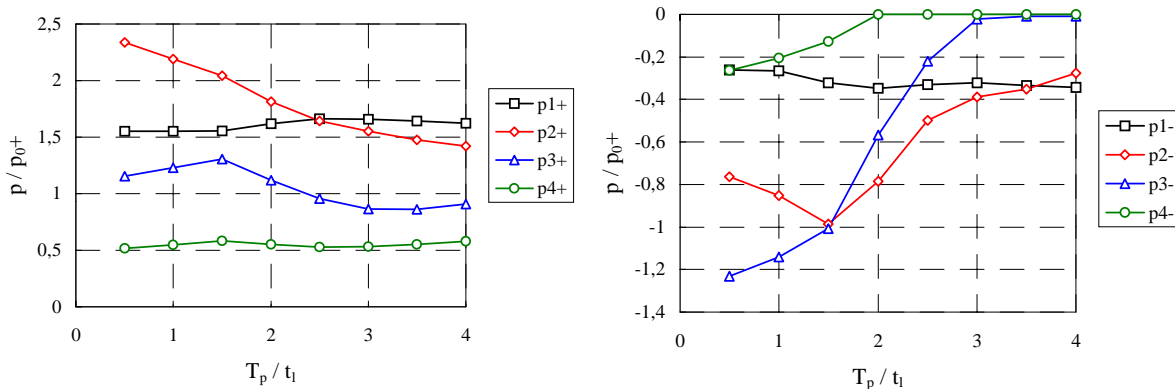 2,5
2
1,5
1
0,5
0
p / p0+
0 1 2 3 4
Tp / tl
p1+
p2+
p3+
p4+
0
-0,2
-0,4
-0,6
-0,8
-1
-1,2
-1,4
p / p0+
0 1 2 3 4
Tp / tl
p1-
p2-
p3-
p4-